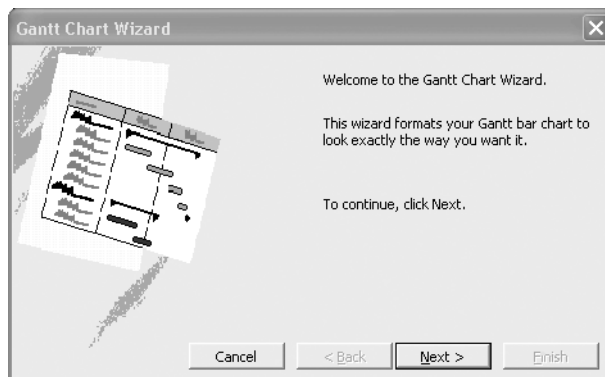 Gantt Chart Wizard
Welcome to the Gantt Chart Wizard.
This wizard formats your Gantt bar chart to
look exactly the way you want it.
To continue, click Next.
Cancel
< Back
Next >
Finish